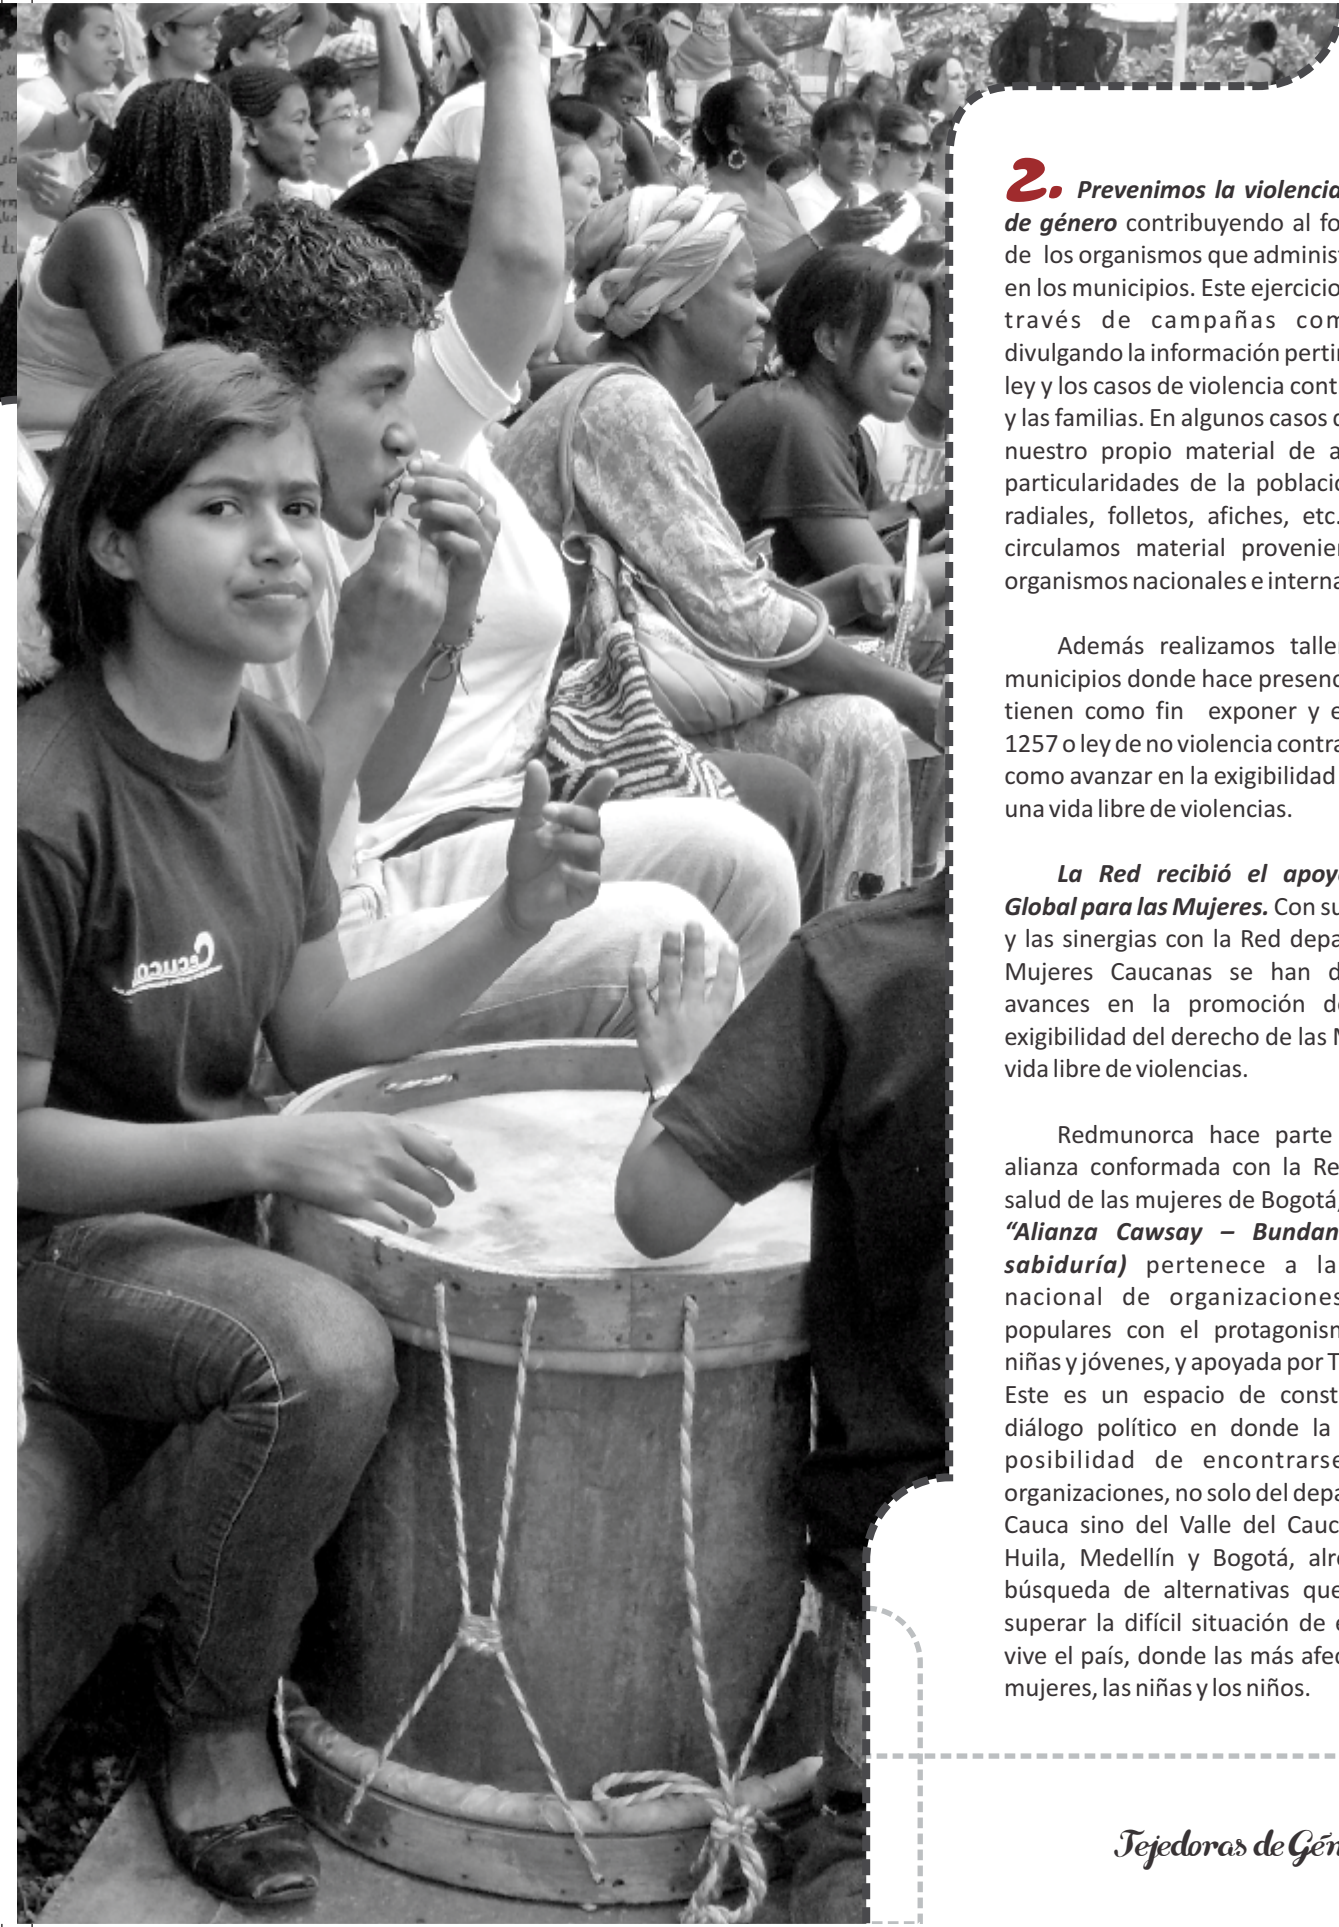 2. Prevenimos la violencia
de género contribuyendo al fo
de los organismos que adminis
en los municipios. Este ejercicio
través de campañas com
divulgando la información perti
ley y los casos de violencia cont
y las familias. En algunos casos
nuestro propio material de a
particularidades de la població
radiales, folletos, afiches, etc.
circulamos material provenie
organismos nacionales e interna
Además realizamos talle
municipios donde hace presenc
tienen como fin exponer y e
1257 o ley de no violencia contra
como avanzar en la exigibilidad
una vida libre de violencias.
La Red recibió el apoy
Global para las Mujeres. Con su
y las sinergias con la Red depa
Mujeres Caucanas se han d
avances en la promoción d
exigibilidad del derecho de las
vida libre de violencias.
Redmunorca hace parte
alianza conformada con la Re
salud de las mujeres de Bogotá,
“Alianza Cawsay – Bundan
sabiduría) pertenece a la
nacional de organizaciones
populares con el protagonism
niñas y jóvenes, y apoyada por T
Este es un espacio de const
diálogo político en donde la
posibilidad de encontrarse
organizaciones, no solo del depa
Cauca sino del Valle del Cauc
Huila, Medellín y Bogotá, alr
búsqueda de alternativas que
superar la difícil situación de
vive el país, donde las más afec
mujeres, las niñas y los niños.
Tejedoras de Gén